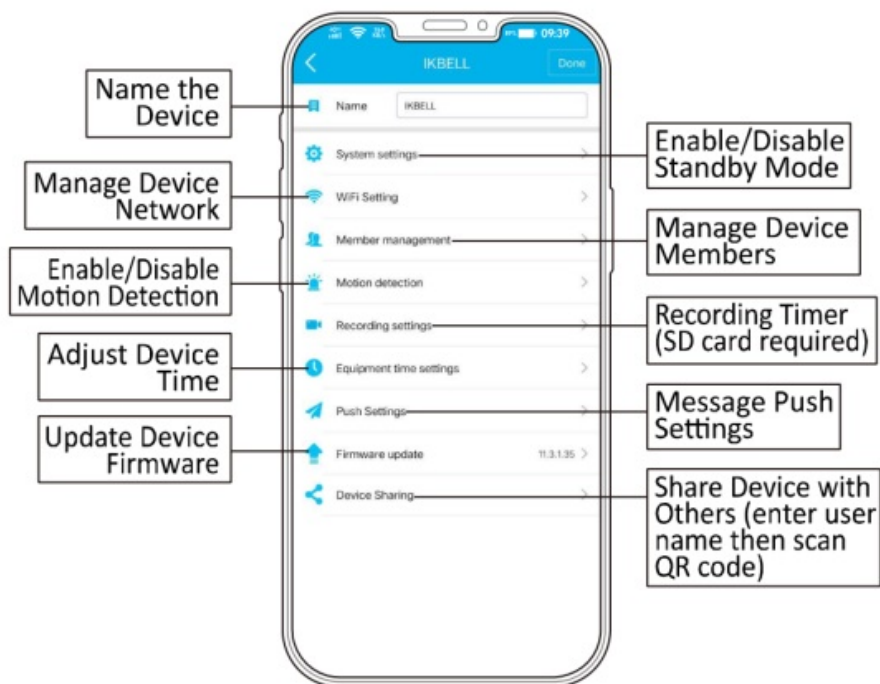 09:39
IKBELL
Done
Name the
Device
Name
IKBELL
System settings
Enable/Disable
Standby Mode
Manage Device
Network
WiFi Setting
Member management
Manage Device
Members
Enable/Disable
Motion Detection
Motion detection
Recording settings
Recording Timer
(SD card required)
Adjust Device
Time
Equipment time settings
Push Settings
Message Push
Settings
Update Device
Firmware
Firmware update
11.3.1.35
Device Sharing
Share Device with
Others (enter user
name then scan
QR code)